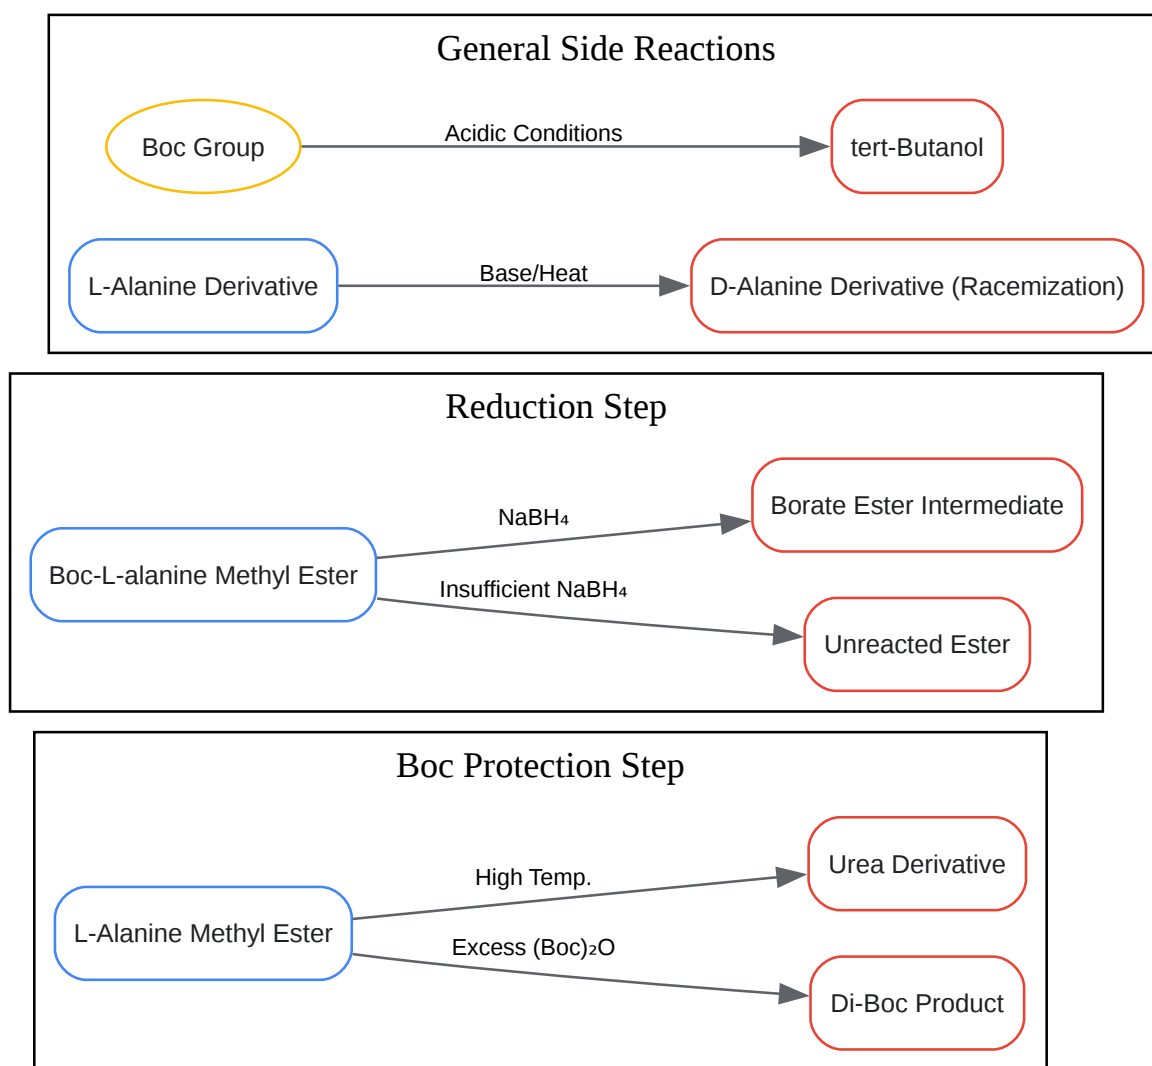 General Side Reactions
Boc Group
Acidic Conditions
tert-Butanol
L-Alanine Derivative
Base/Heat
D-Alanine Derivative (Racemization)
Reduction Step
NaBH₄
Borate Ester Intermediate
Boc-L-alanine Methyl Ester
Insufficient NaBH₄
Unreacted Ester
Boc Protection Step
High Temp.
Urea Derivative
L-Alanine Methyl Ester
Excess (Boc)₂O
Di-Boc Product